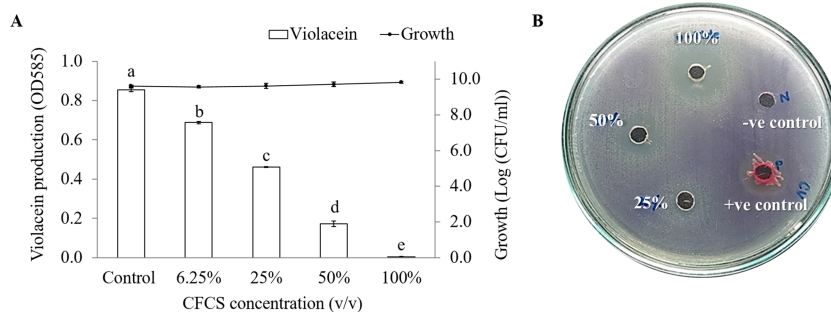 A
Violacein
Growth
Violacein production (OD585)
1.0
0.8
0.6
0.4
0.2
0.0
a
b
c
d
e
10.0
8.0
6.0
4.0
2.0
0.0
Growth (Log (CFU/ml))
Control 6.25% 25% 50% 100%
CFCS concentration (v/v)
B
100%
N
50%
-ve control
P
25%
+ve control
CV